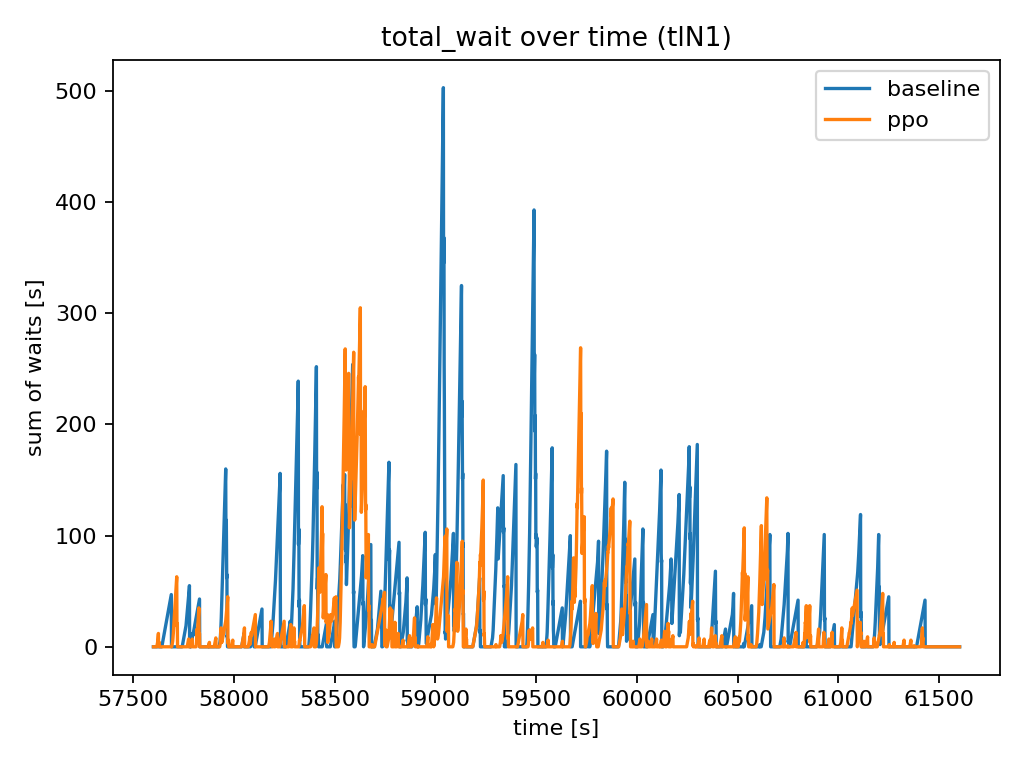 total_wait over time (tlN1)
baseline
ppo
sum of waits [s]
500
400
300
200
100
0
57500 58000 58500 59000 59500 60000 60500 61000 61500
time [s]